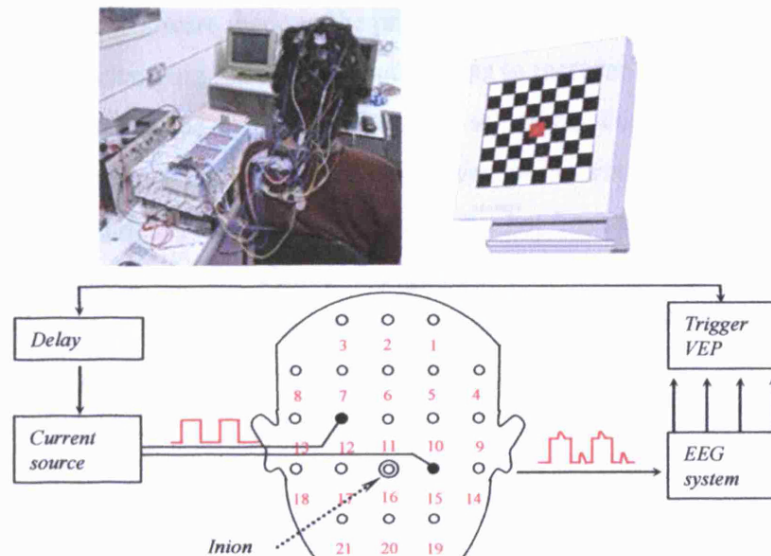 Delay
Trigger
VEP
3 2 1
8 7 6 5 4
Current
source
13 12 11 10 9
EEG
system
18 17 16 15 14
Inion
21 20 19